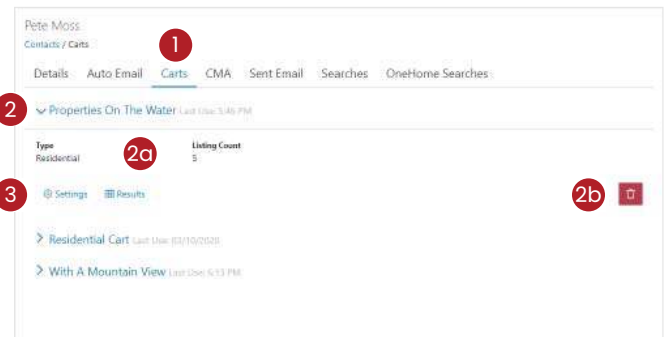 Pete Moss
Contacts / Carts
1
Details Auto Email Carts CMA Sent Email Searches OneHome Searches
2 Properties On The Water Last Use: 5:46 PM
Type Listing Count
2a
Residential 5
3 Settings Results 2b
Residential Cart Last Use: 03/10/2020
With A Mountain View Last Use: 6:13 PM